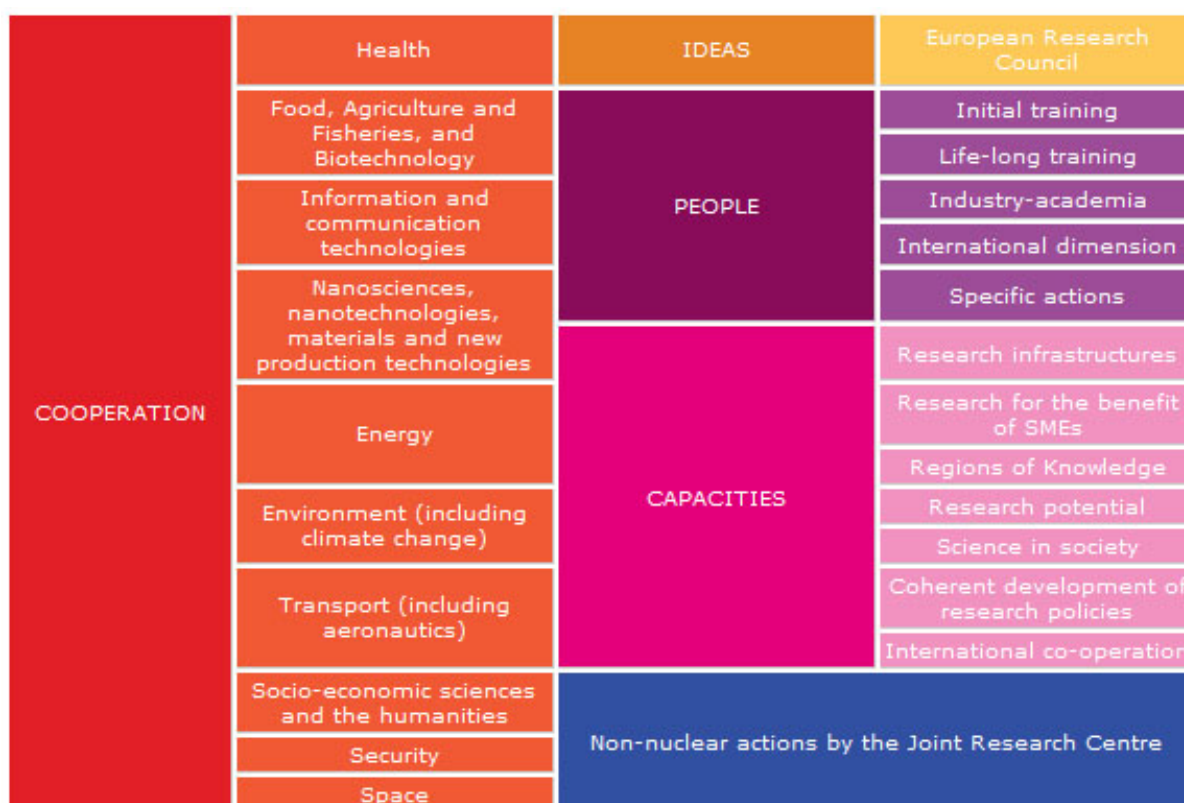 COOPERATION
Health
Food, Agriculture and
Fisheries, and
Biotechnology
Information and
communication
technologies
Nanosciences,
nanotechnologies,
materials and new
production technologies
Energy
Environment (including
climate change)
Transport (including
aeronautics)
Socio-economic sciences
and the humanities
Security
Space
IDEAS
European Research
Council
PEOPLE
Initial training
Life-long training
Industry-academia
International dimension
Specific actions
CAPACITIES
Research infrastructures
Research for the benefit
of SMEs
Regions of Knowledge
Research potential
Science in society
Coherent development of
research policies
International co-operation
Non-nuclear actions by the Joint Research Centre